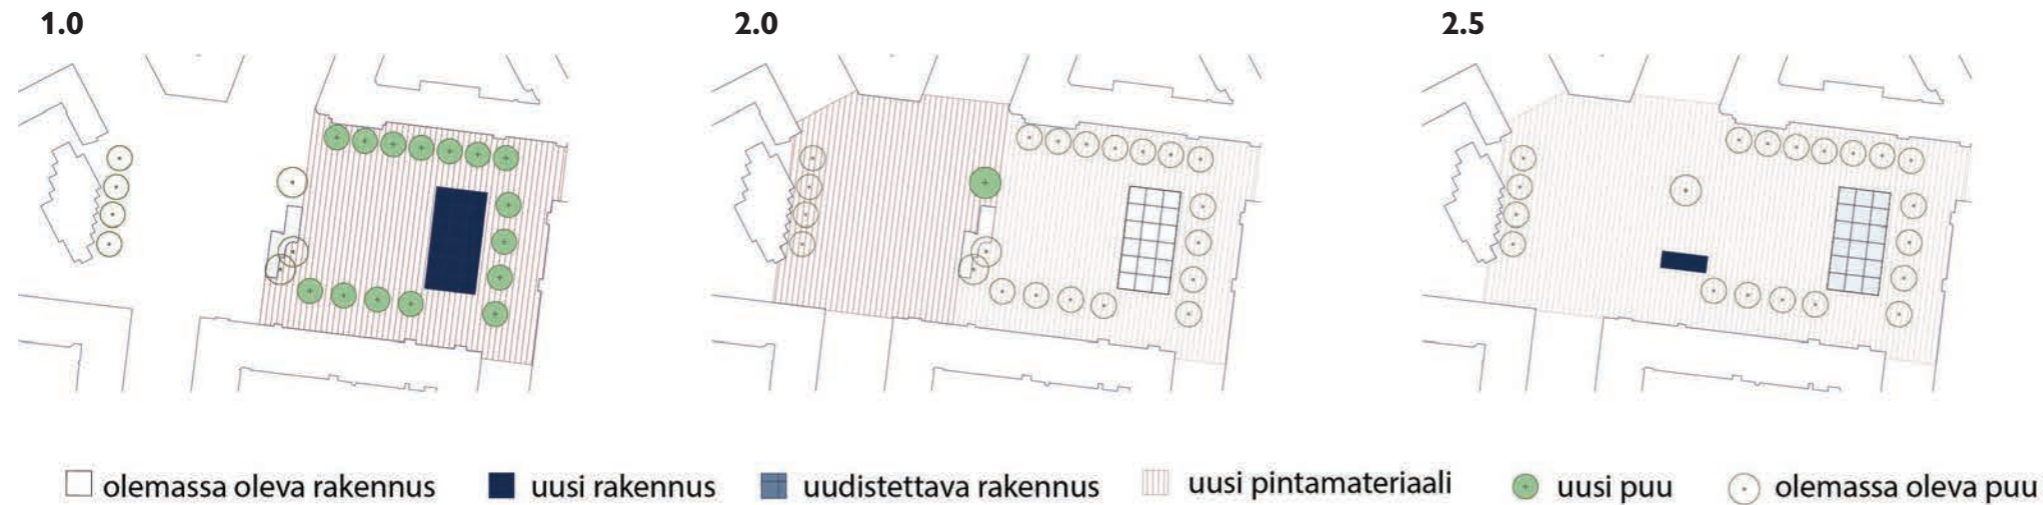 1.0
2.0
2.5
olemassa oleva rakennus
uusi rakennus
uudistettava rakennus
uusi pintamateriaali
uusi puu
olemassa oleva puu